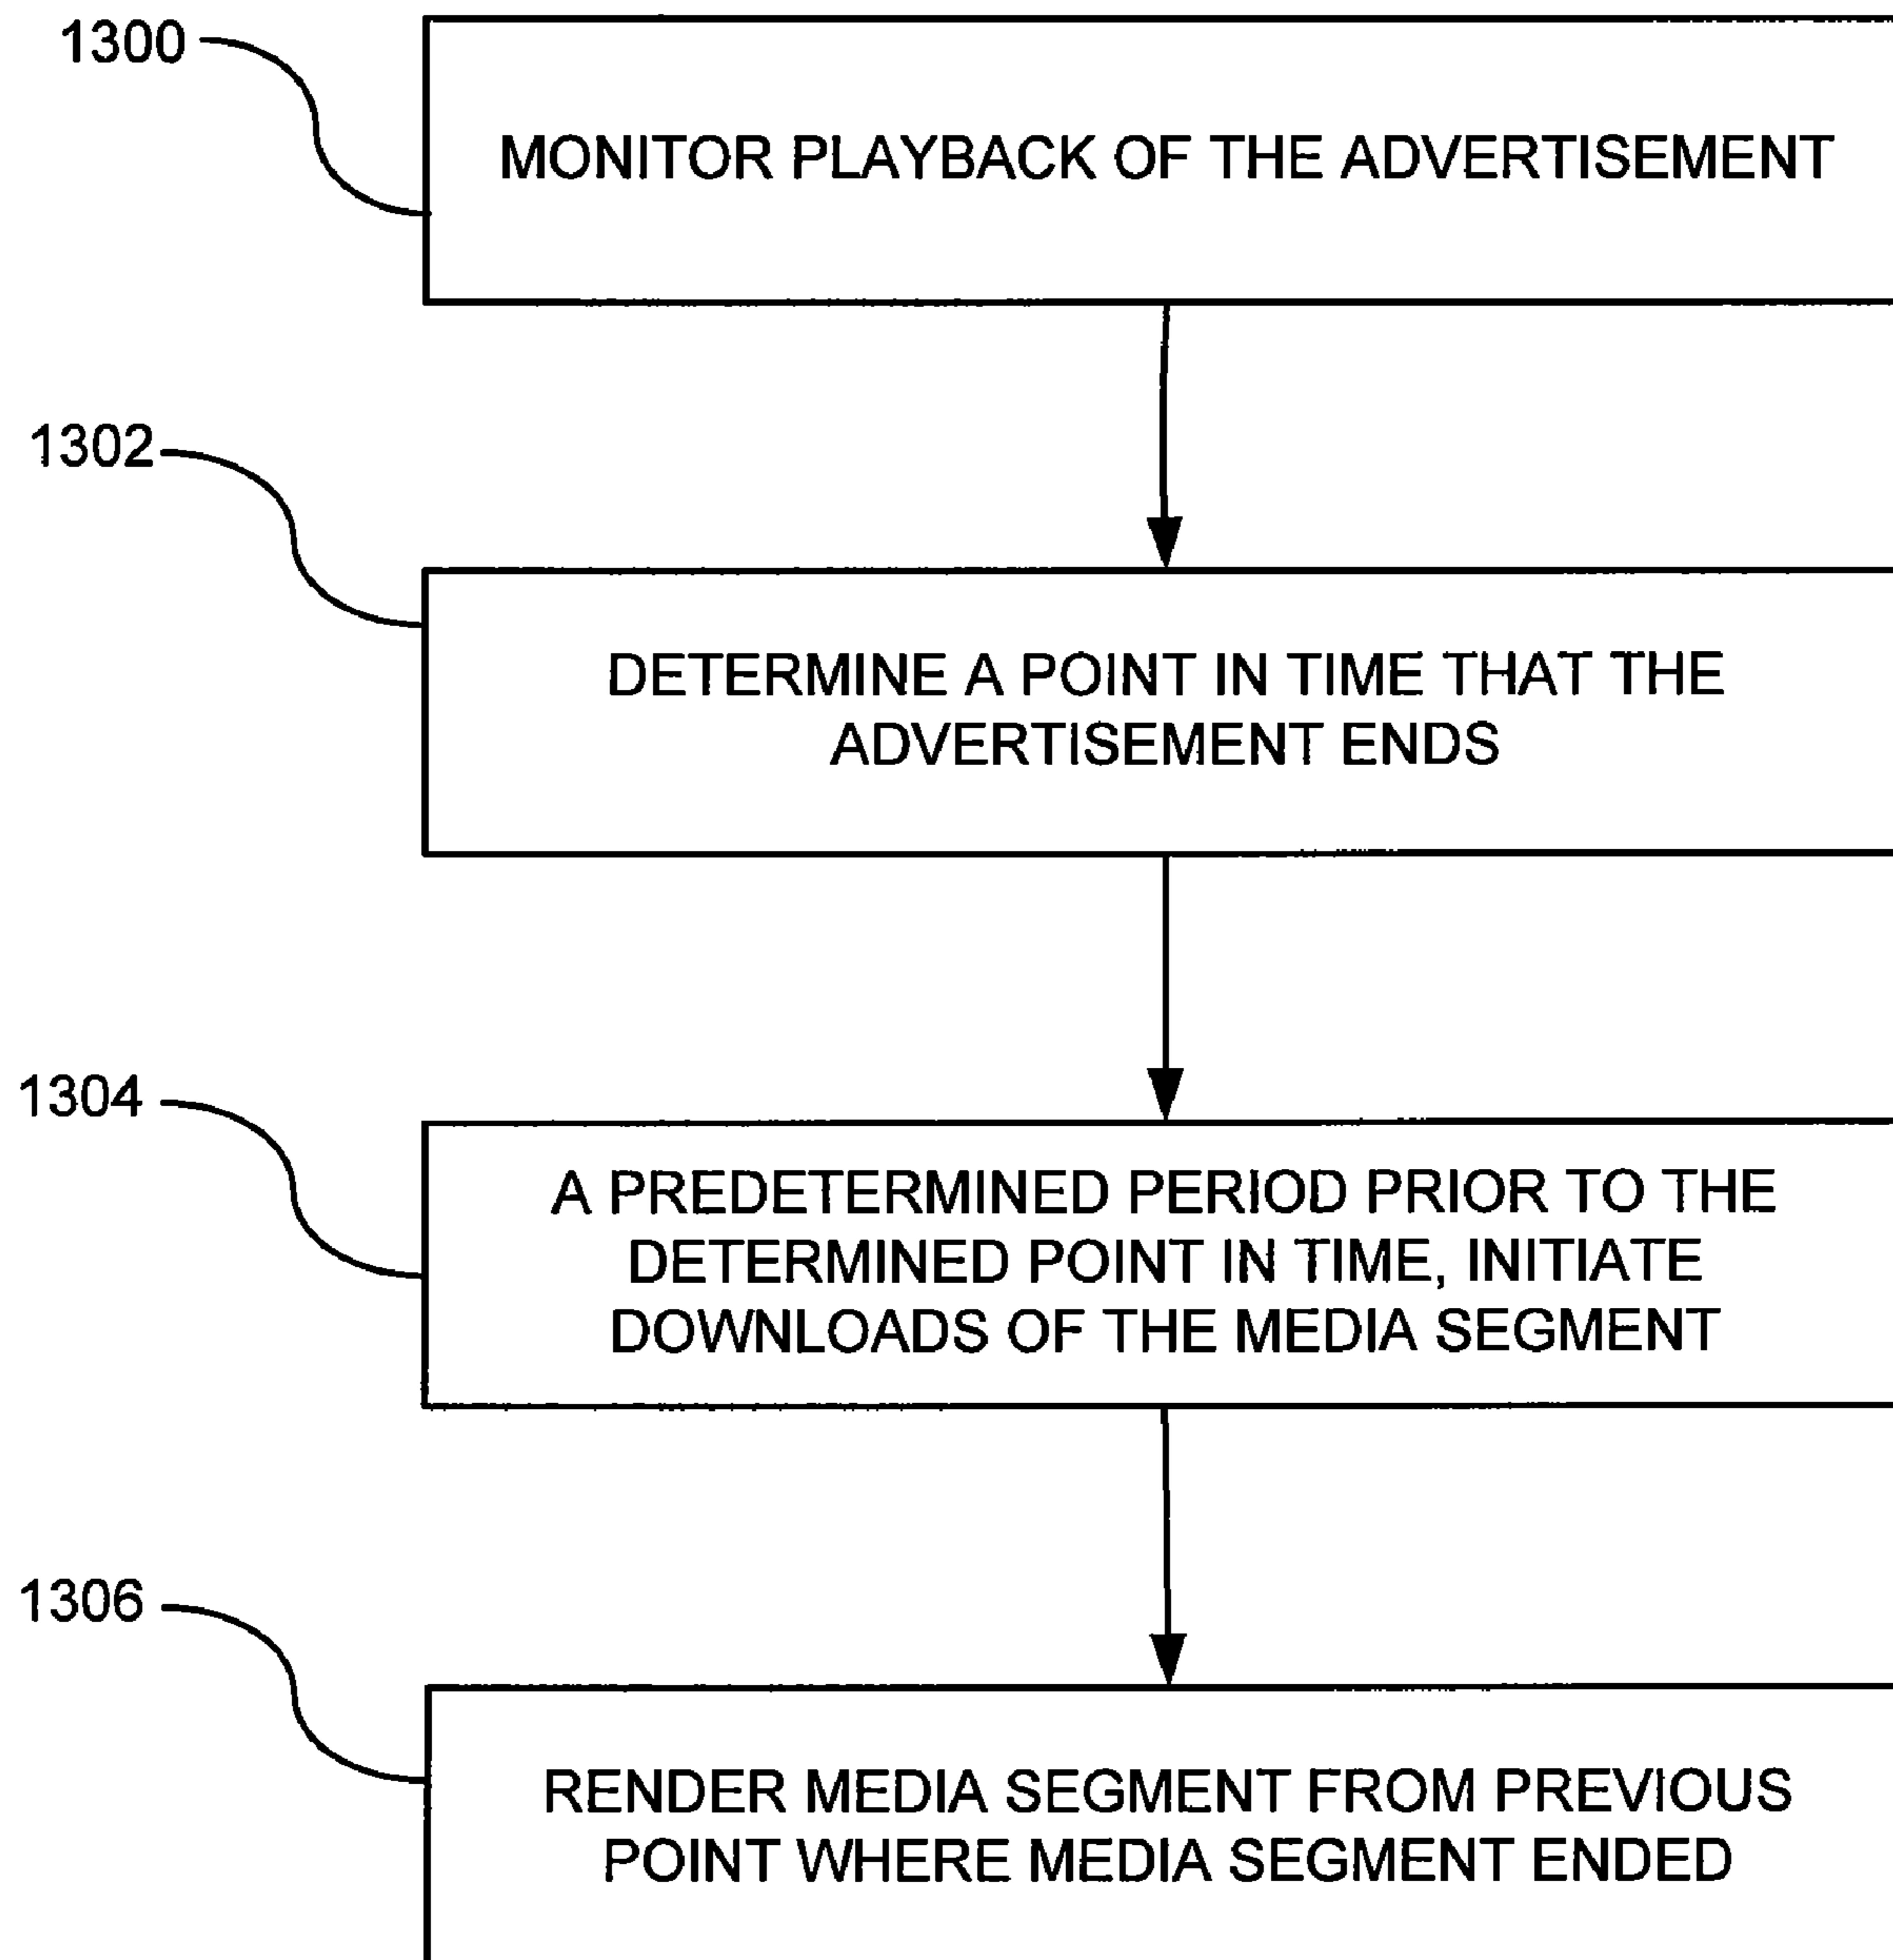 1300
MONITOR PLAYBACK OF THE ADVERTISEMENT
1302
DETERMINE A POINT IN TIME THAT THE
ADVERTISEMENT ENDS
1304
A PREDETERMINED PERIOD PRIOR TO THE
DETERMINED POINT IN TIME, INITIATE
DOWNLOADS OF THE MEDIA SEGMENT
1306
RENDER MEDIA SEGMENT FROM PREVIOUS
POINT WHERE MEDIA SEGMENT ENDED